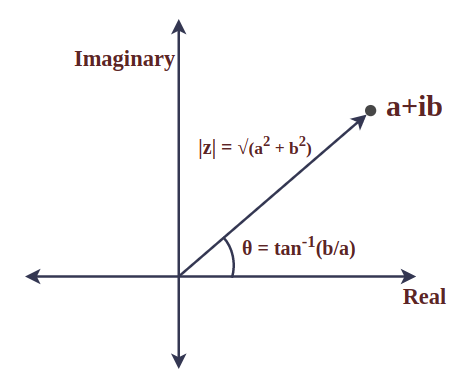 Imaginary
a+ib
|z| = √(a² + b²)
θ = tan⁻¹(b/a)
Real